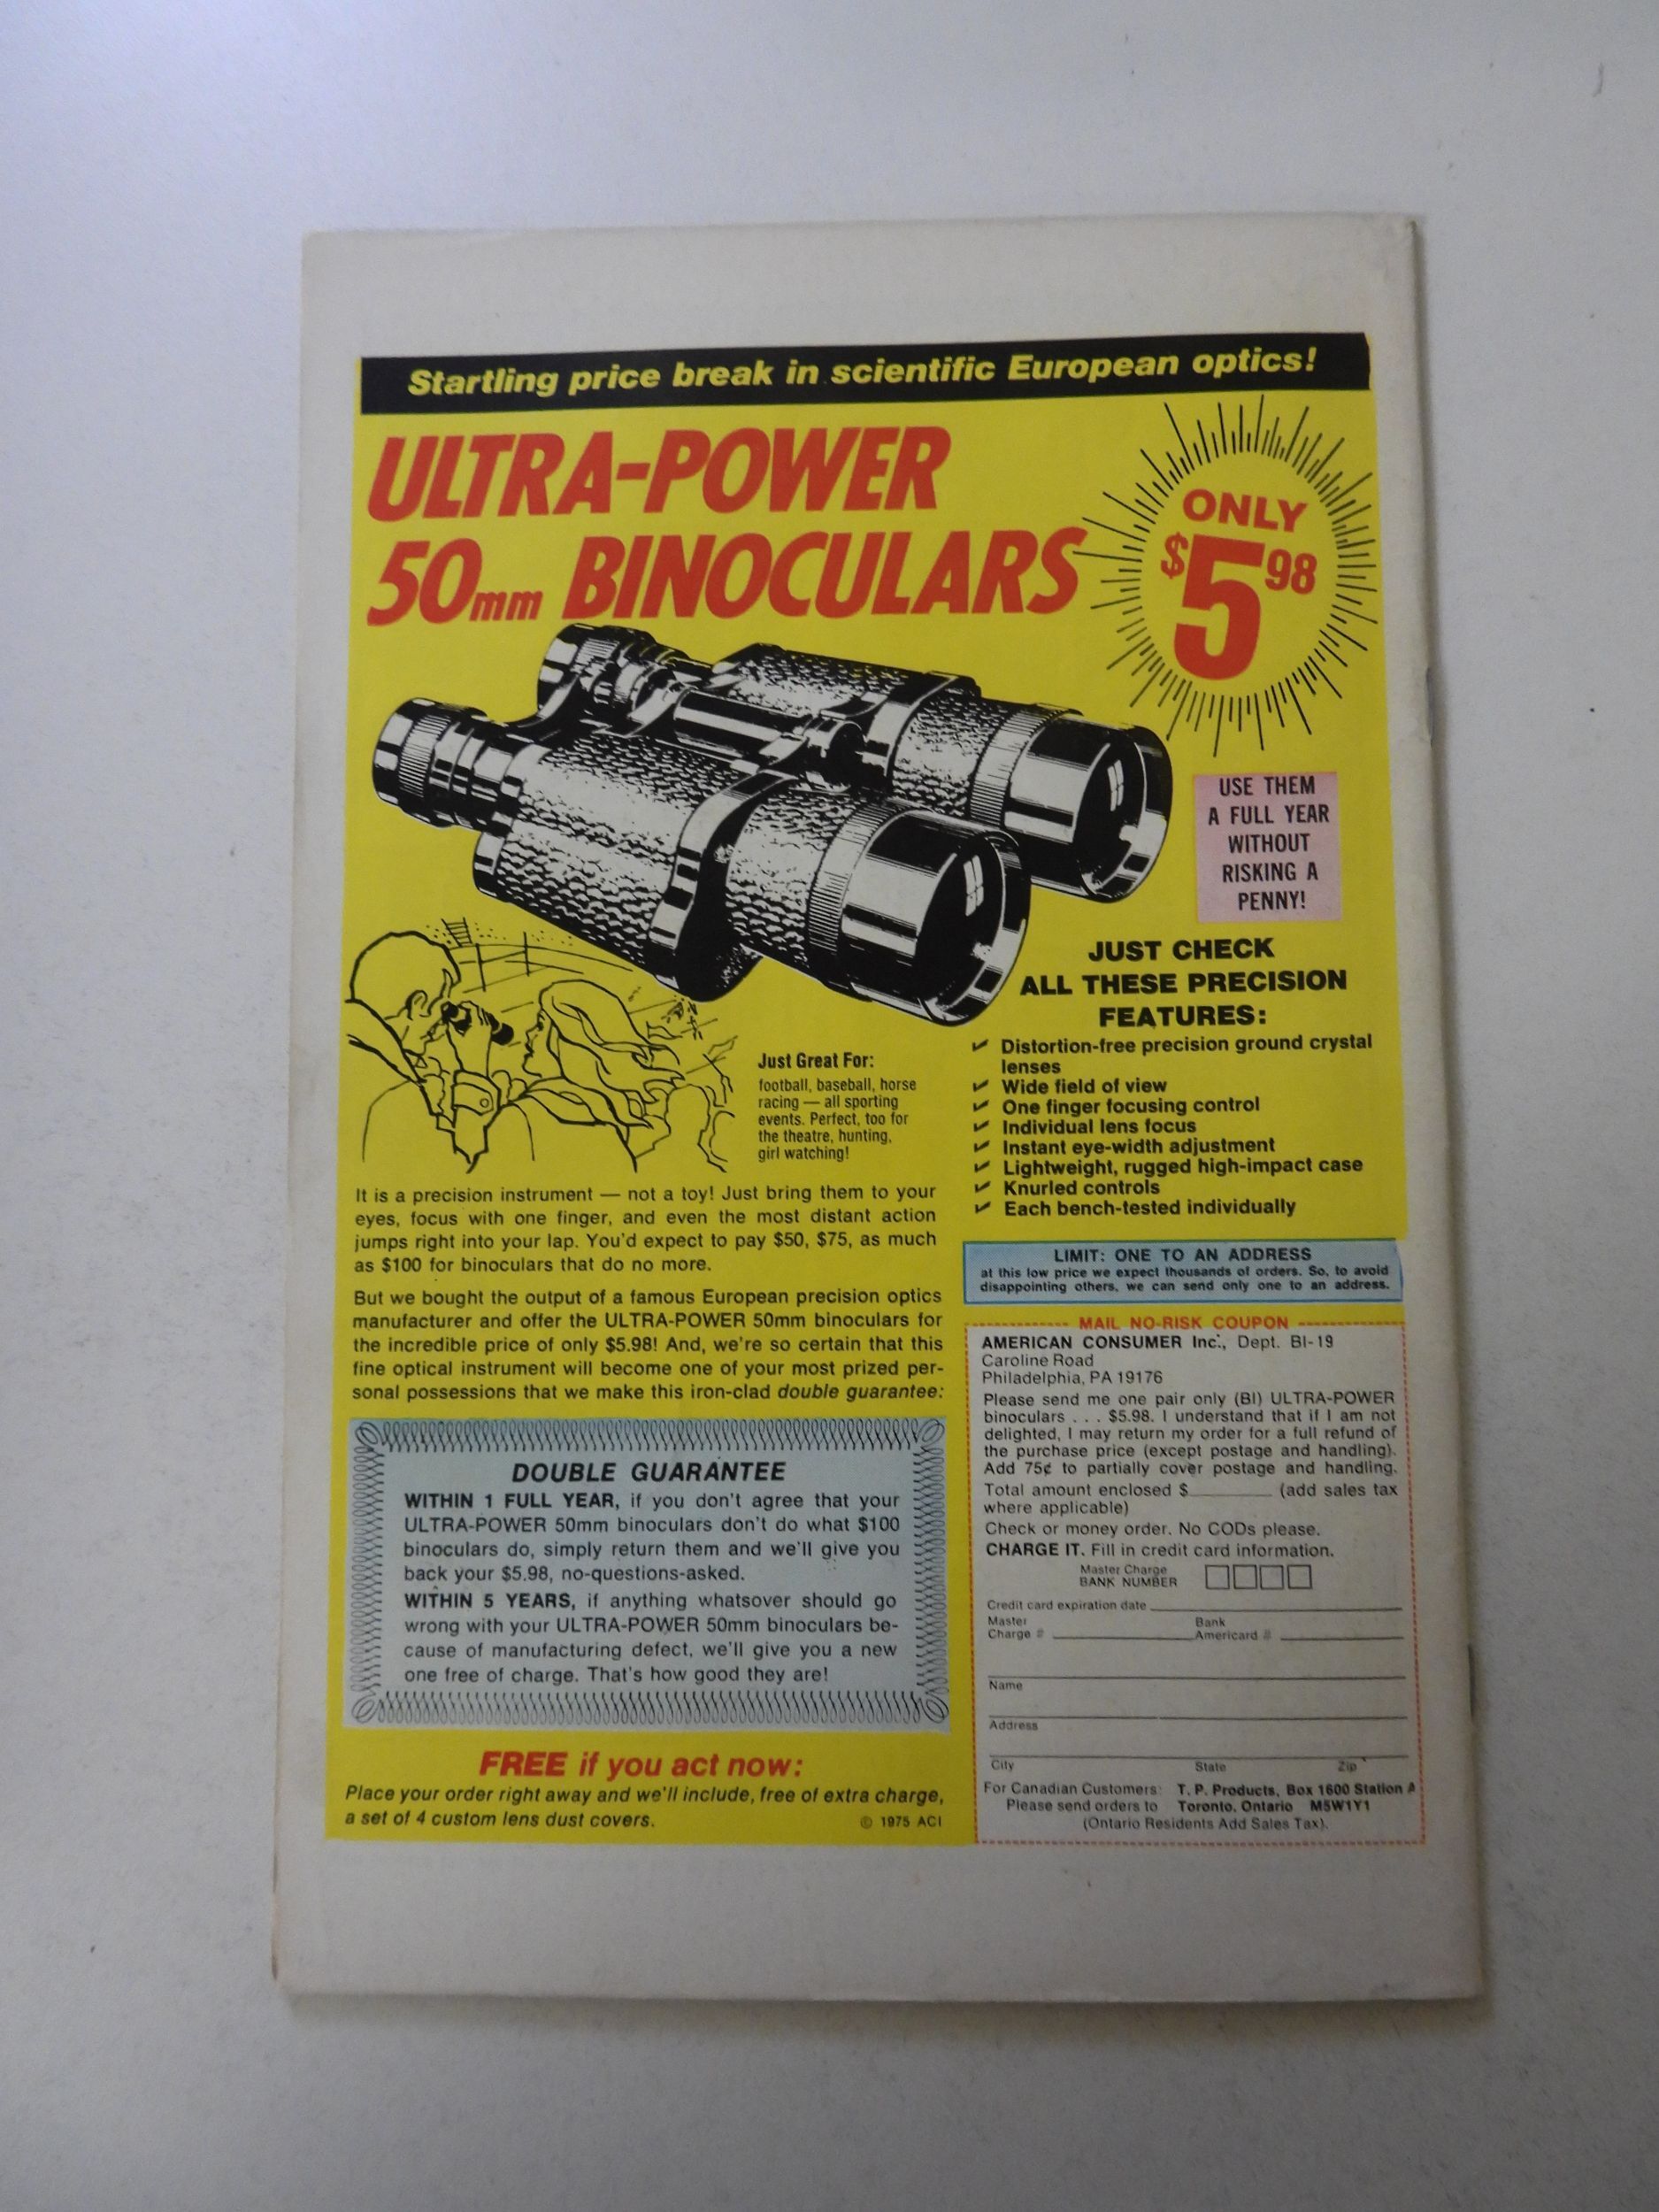 Startling price break in scientific European optics!
ULTRA-POWER
50mm BINOCULARS
ONLY
$5 98
USE THEM
A FULL YEAR
WITHOUT
RISKING A
PENNY!
JUST CHECK
ALL THESE PRECISION
FEATURES:
✓ Distortion-free precision ground crystal
lenses
✓ Wide field of view
✓ One finger focusing control
✓ Individual lens focus
✓ Instant eye-width adjustment
✓ Lightweight, rugged high-impact case
✓ Knurled controls
✓ Each bench-tested individually
Just Great For:
football, baseball, horse
racing — all sporting
events. Perfect, too for
the theatre, hunting,
girl watching!
It is a precision instrument — not a toy! Just bring them to your
eyes, focus with one finger, and even the most distant action
jumps right into your lap. You'd expect to pay $50, $75, as much
as $100 for binoculars that do no more.
But we bought the output of a famous European precision optics
manufacturer and offer the ULTRA-POWER 50mm binoculars for
the incredible price of only $5.98! And, we're so certain that this
fine optical instrument will become one of your most prized per-
sonal possessions that we make this iron-clad double guarantee:
DOUBLE GUARANTEE
WITHIN 1 FULL YEAR, if you don't agree that your
ULTRA-POWER 50mm binoculars don't do what $100
binoculars do, simply return them and we'll give you
back your $5.98, no-questions-asked.
WITHIN 5 YEARS, if anything whatsover should go
wrong with your ULTRA-POWER 50mm binoculars be-
cause of manufacturing defect, we'll give you a new
one free of charge. That's how good they are!
FREE if you act now:
Place your order right away and we'll include, free of extra charge,
a set of 4 custom lens dust covers.
© 1975 ACI
LIMIT: ONE TO AN ADDRESS
at this low price we expect thousands of orders. So, to avoid
disappointing others, we can send only one to an address.
MAIL NO-RISK COUPON
AMERICAN CONSUMER Inc., Dept. BI-19
Caroline Road
Philadelphia, PA 19176
Please send me one pair only (BI) ULTRA-POWER
binoculars . . . $5.98. I understand that if I am not
delighted, I may return my order for a full refund of
the purchase price (except postage and handling).
Add 75¢ to partially cover postage and handling.
Total amount enclosed $________ (add sales tax
where applicable)
Check or money order. No CODs please.
CHARGE IT. Fill in credit card information.
Master Charge
BANK NUMBER
Credit card expiration date
Master Charge #
Bank Americard #
Name
Address
City State Zip
For Canadian Customers: T. P. Products, Box 1600 Station A
Please send orders to Toronto, Ontario M5W1Y1
(Ontario Residents Add Sales Tax).